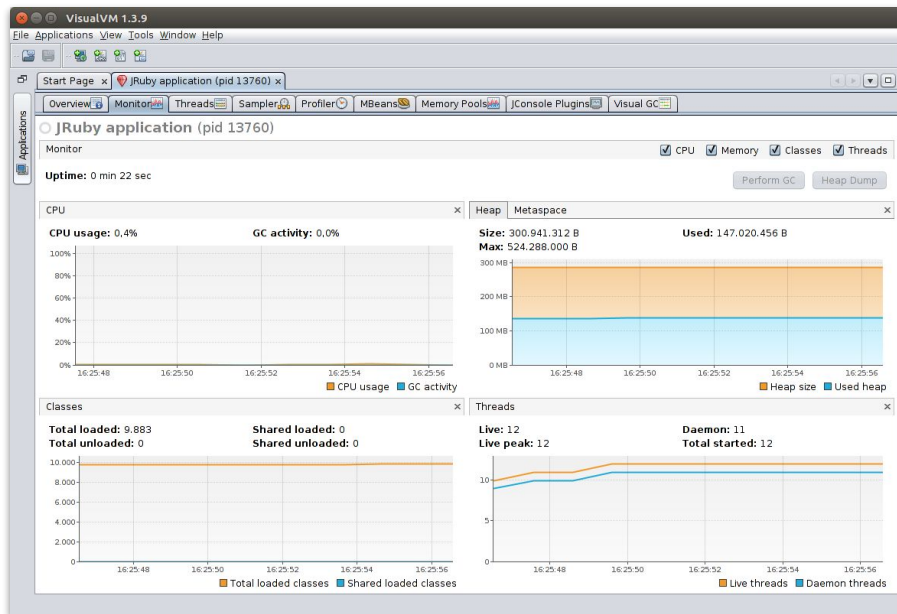 VisualVM 1.3.9
File Applications View Tools Window Help
Start Page
JRuby application (pid 13760)
Applications
Overview Monitor Threads Sampler Profiler MBeans Memory Pools JConsole Plugins Visual GC
JRuby application (pid 13760)
Monitor CPU Memory Classes Threads
Uptime: 0 min 22 sec
Perform GC Heap Dump
CPU
CPU usage: 0,4% GC activity: 0,0%
100%
80%
60%
40%
20%
0%
16:25:48 16:25:50 16:25:52 16:25:54 16:25:56
CPU usage GC activity
Heap Metaspace
Size: 300.941.312 B Used: 147.020.456 B
Max: 524.288.000 B
300 MB
200 MB
100 MB
0 MB
16:25:48 16:25:50 16:25:52 16:25:54 16:25:56
Heap size Used heap
Classes
Total loaded: 9.883 Shared loaded: 0
Total unloaded: 0 Shared unloaded: 0
10.000
8.000
6.000
4.000
2.000
0
16:25:48 16:25:50 16:25:52 16:25:54 16:25:56
Total loaded classes Shared loaded classes
Threads
Live: 12 Daemon: 11
Live peak: 12 Total started: 12
10
5
0
16:25:48 16:25:50 16:25:52 16:25:54 16:25:56
Live threads Daemon threads